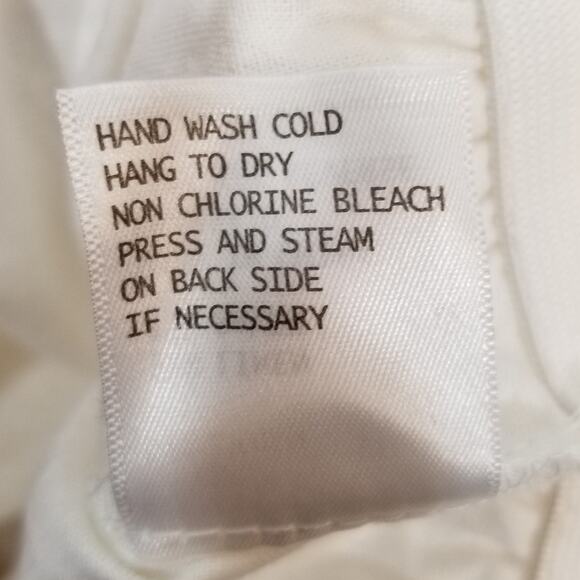 HAND WASH COLD
HANG TO DRY
NON CHLORINE BLEACH
PRESS AND STEAM
ON BACK SIDE
IF NECESSARY